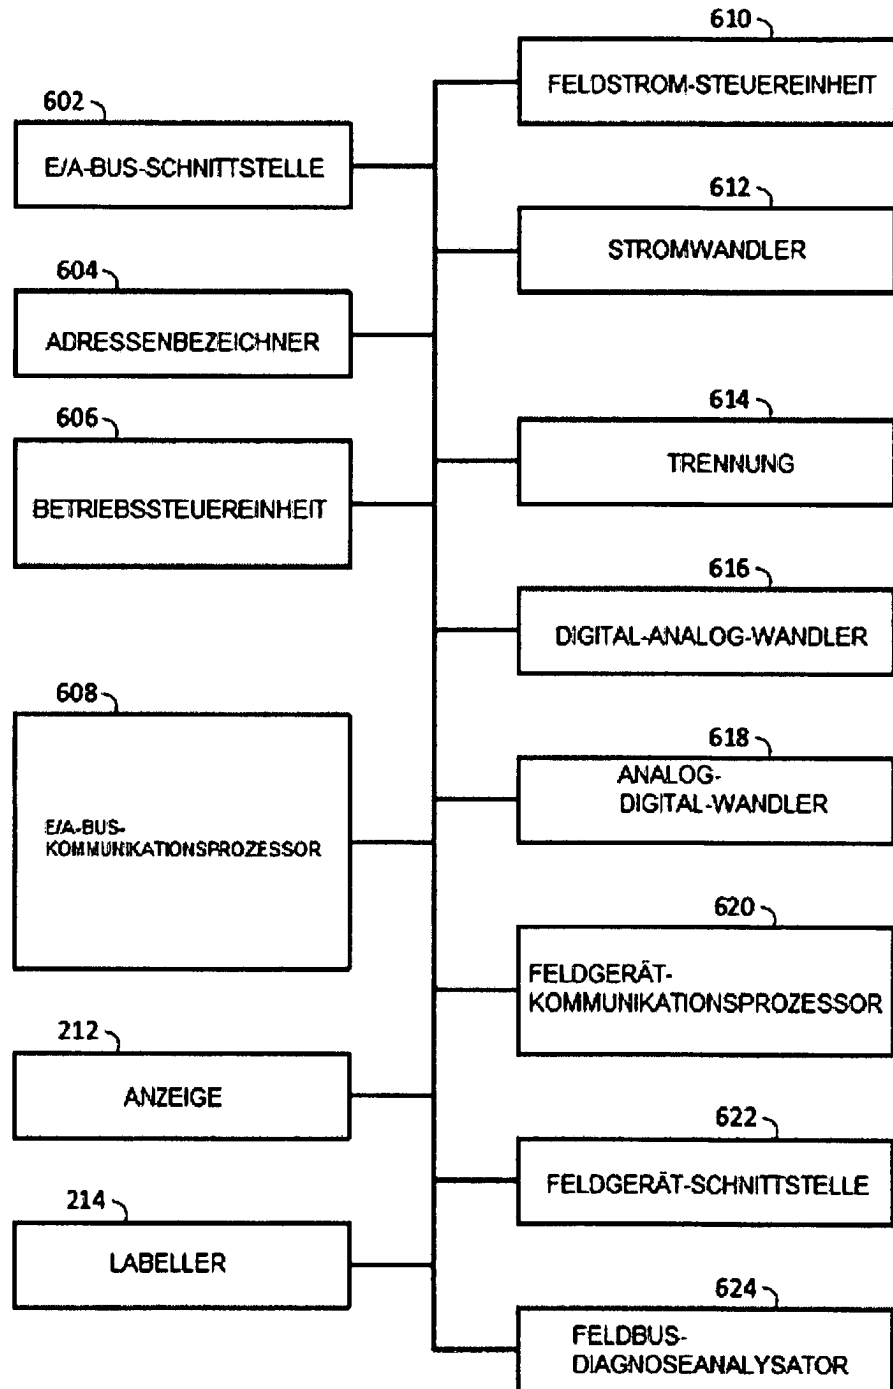 602
E/A-BUS-SCHNITTSTELLE
604
ADRESSENBEZEICHNER
606
BETRIEBSSTEUEREINHEIT
608
E/A-BUS-
KOMMUNIKATIONSPROZESSOR
212
ANZEIGE
214
LABELLER
610
FELDSTROM-STEUEREINHEIT
612
STROMWANDLER
614
TRENNUNG
616
DIGITAL-ANALOG-WANDLER
618
ANALOG-
DIGITAL-WANDLER
620
FELDGERÄT-
KOMMUNIKATIONSPROZESSOR
622
FELDGERÄT-SCHNITTSTELLE
624
FELDBUS-
DIAGNOSEANALYSATOR